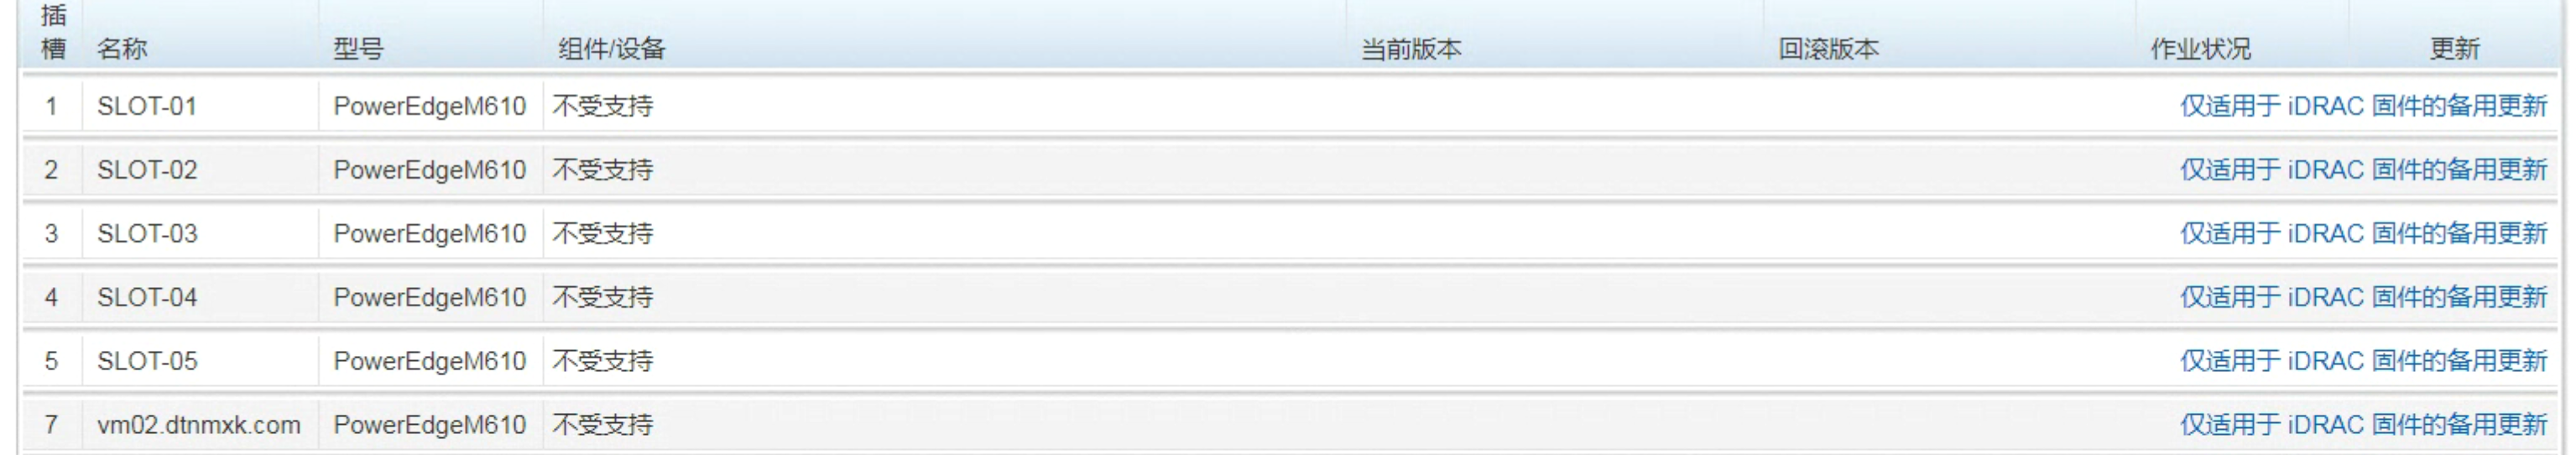 插槽 名称 型号 组件/设备 当前版本 回滚版本 作业状况 更新
1 SLOT-01 PowerEdgeM610 不受支持 仅适用于 iDRAC 固件的备用更新
2 SLOT-02 PowerEdgeM610 不受支持 仅适用于 iDRAC 固件的备用更新
3 SLOT-03 PowerEdgeM610 不受支持 仅适用于 iDRAC 固件的备用更新
4 SLOT-04 PowerEdgeM610 不受支持 仅适用于 iDRAC 固件的备用更新
5 SLOT-05 PowerEdgeM610 不受支持 仅适用于 iDRAC 固件的备用更新
7 vm02.dtnmxk.com PowerEdgeM610 不受支持 仅适用于 iDRAC 固件的备用更新